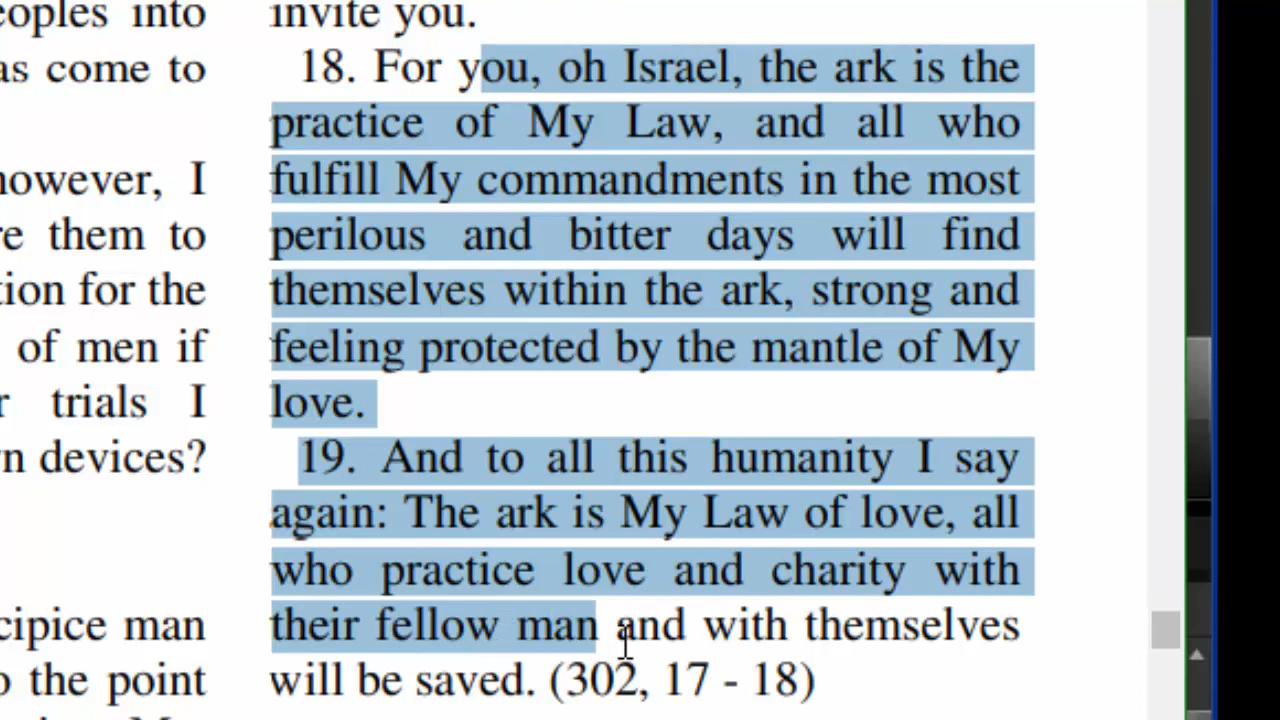 eoples into
as come to
however, I
re them to
tion for the
of men if
r trials I
n devices?
cipice man
o the point
invite you.
18. For you, oh Israel, the ark is the
practice of My Law, and all who
fulfill My commandments in the most
perilous and bitter days will find
themselves within the ark, strong and
feeling protected by the mantle of My
love.
19. And to all this humanity I say
again: The ark is My Law of love, all
who practice love and charity with
their fellow man and with themselves
will be saved. (302, 17 - 18)